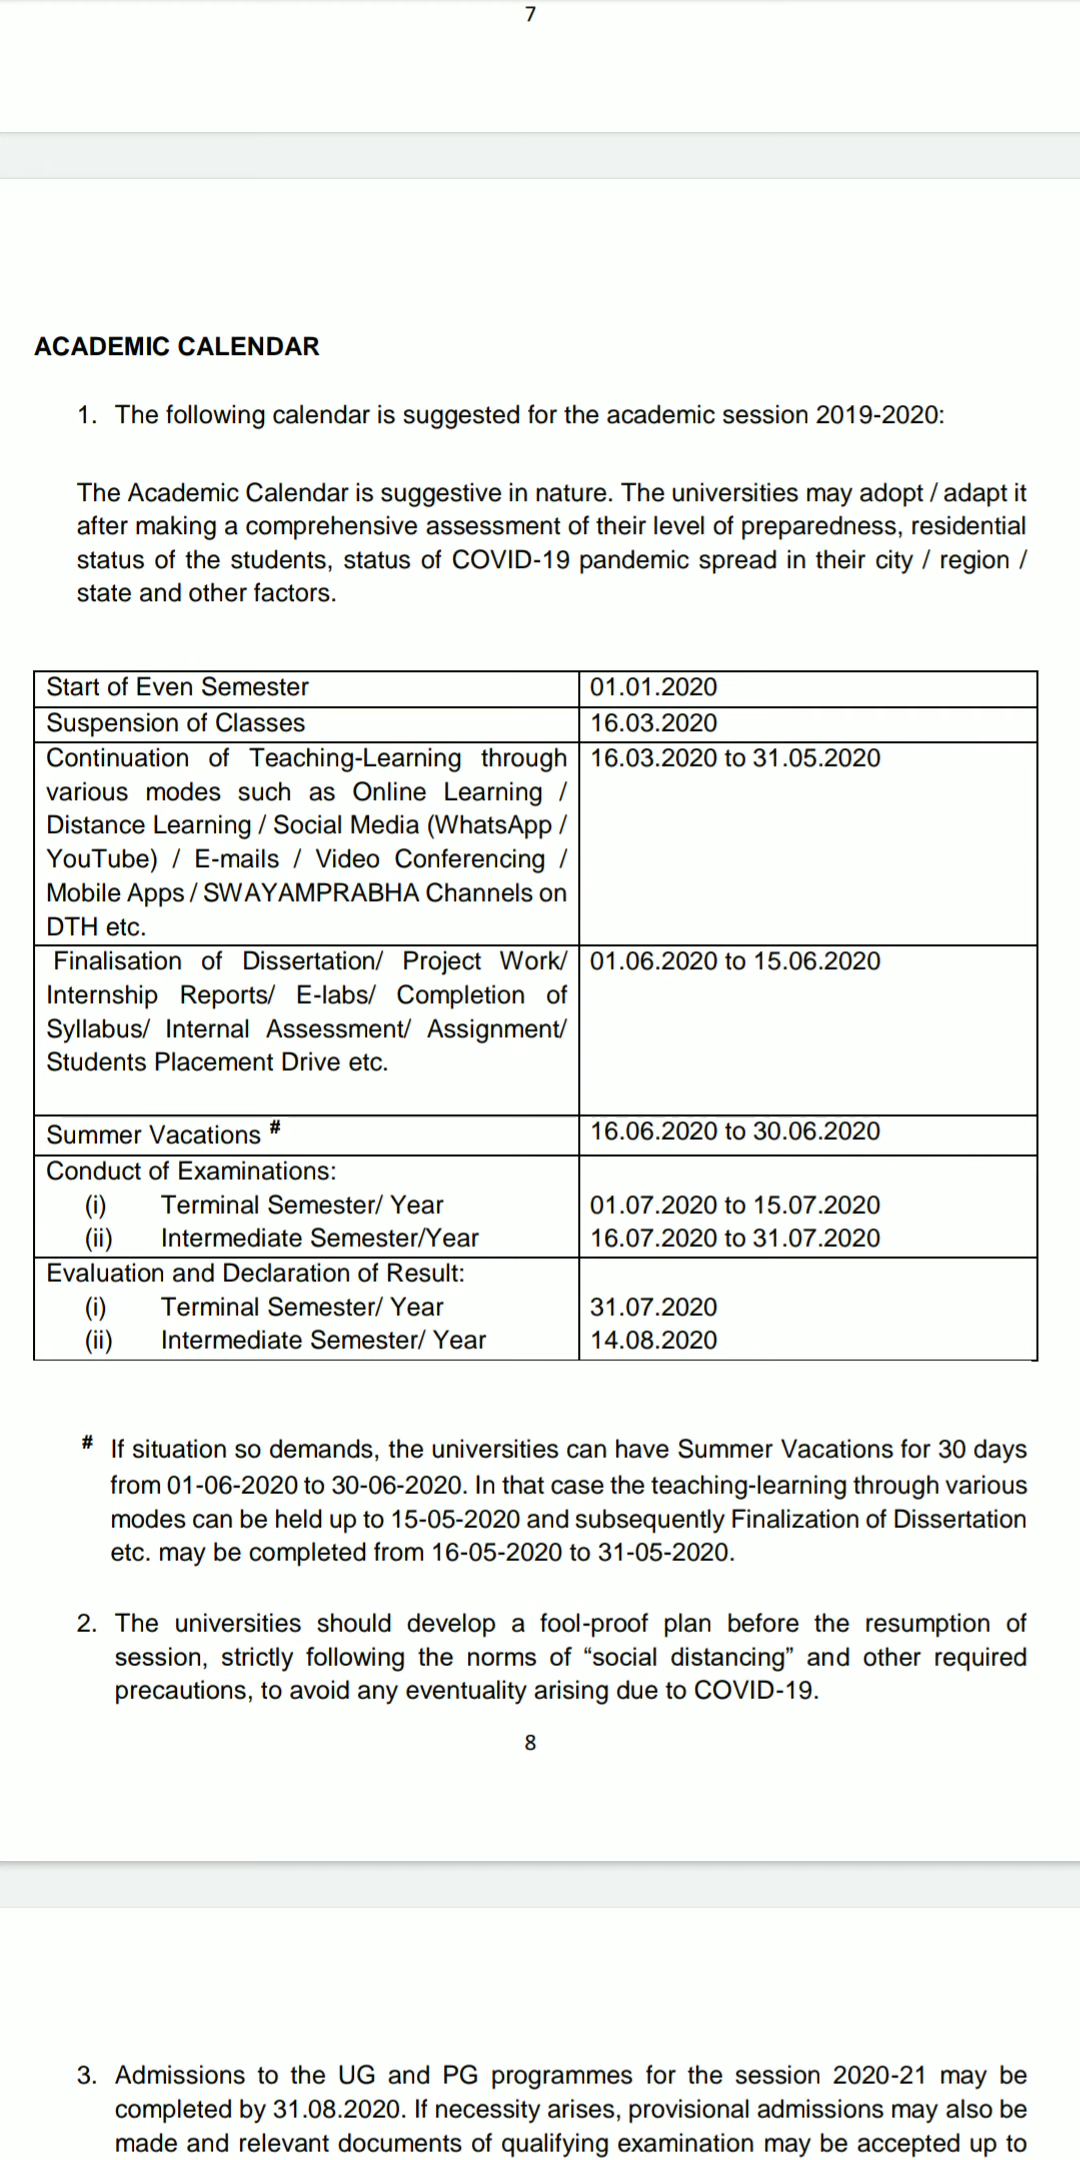 7
ACADEMIC CALENDAR
1. The following calendar is suggested for the academic session 2019-2020:
The Academic Calendar is suggestive in nature. The universities may adopt / adapt it
after making a comprehensive assessment of their level of preparedness, residential
status of the students, status of COVID-19 pandemic spread in their city / region /
state and other factors.
Start of Even Semester 01.01.2020
Suspension of Classes 16.03.2020
Continuation of Teaching-Learning through 16.03.2020 to 31.05.2020
various modes such as Online Learning /
Distance Learning / Social Media (WhatsApp /
YouTube) / E-mails / Video Conferencing /
Mobile Apps / SWAYAMPRABHA Channels on
DTH etc.
Finalisation of Dissertation/ Project Work/ 01.06.2020 to 15.06.2020
Internship Reports/ E-labs/ Completion of
Syllabus/ Internal Assessment/ Assignment/
Students Placement Drive etc.
Summer Vacations # 16.06.2020 to 30.06.2020
Conduct of Examinations:
(i) Terminal Semester/ Year 01.07.2020 to 15.07.2020
(ii) Intermediate Semester/Year 16.07.2020 to 31.07.2020
Evaluation and Declaration of Result:
(i) Terminal Semester/ Year 31.07.2020
(ii) Intermediate Semester/ Year 14.08.2020
# If situation so demands, the universities can have Summer Vacations for 30 days
from 01-06-2020 to 30-06-2020. In that case the teaching-learning through various
modes can be held up to 15-05-2020 and subsequently Finalization of Dissertation
etc. may be completed from 16-05-2020 to 31-05-2020.
2. The universities should develop a fool-proof plan before the resumption of
session, strictly following the norms of “social distancing” and other required
precautions, to avoid any eventuality arising due to COVID-19.
8
3. Admissions to the UG and PG programmes for the session 2020-21 may be
completed by 31.08.2020. If necessity arises, provisional admissions may also be
made and relevant documents of qualifying examination may be accepted up to